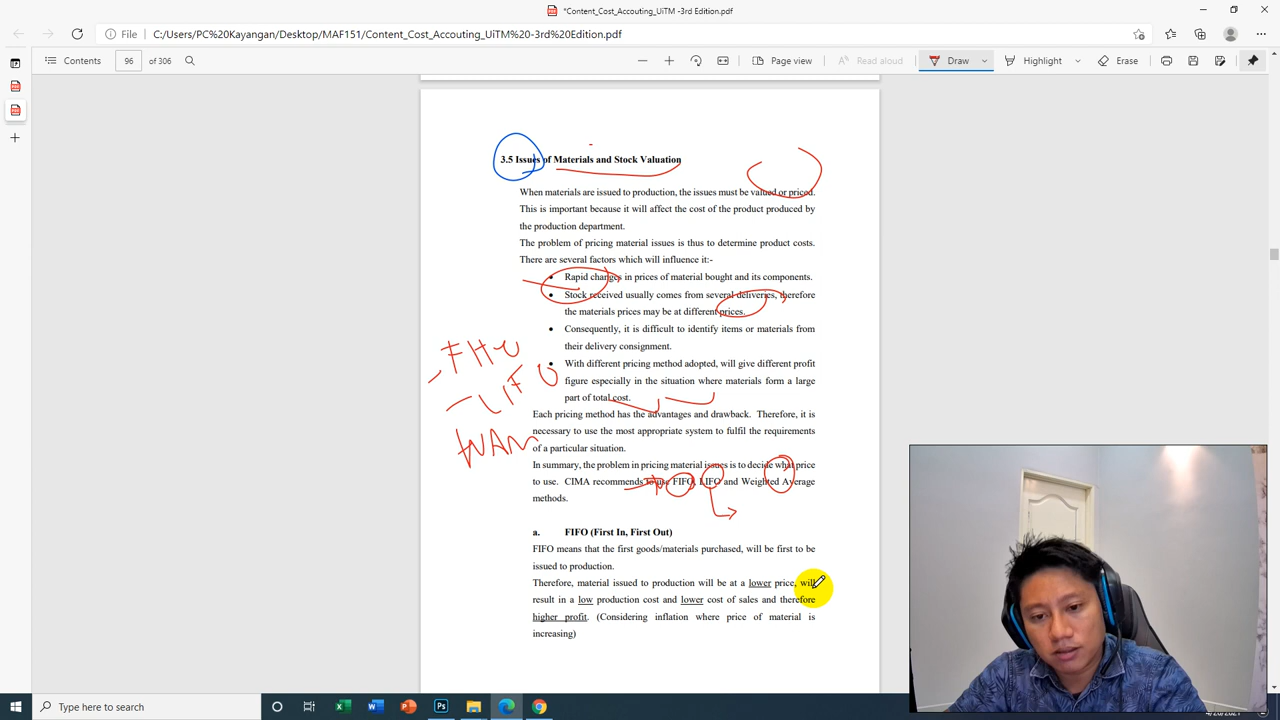 *Content_Cost_Accouting_UiTM -3rd Edition.pdf
File
C:/Users/PC%20Kayangan/Desktop/MAF151/Content_Cost_Accouting_UiTM%20-3rd%20Edition.pdf
Contents
96 of 306
Page view
Read aloud
Draw
Highlight
Erase
3.5 Issues of Materials and Stock Valuation
When materials are issued to production, the issues must be valued or priced.
This is important because it will affect the cost of the product produced by
the production department.
The problem of pricing material issues is thus to determine product costs.
There are several factors which will influence it:-
• Rapid changes in prices of material bought and its components.
• Stock received usually comes from several deliveries, therefore
the materials prices may be at different prices.
• Consequently, it is difficult to identify items or materials from
their delivery consignment.
• With different pricing method adopted, will give different profit
figure especially in the situation where materials form a large
part of total cost.
Each pricing method has the advantages and drawback. Therefore, it is
necessary to use the most appropriate system to fulfil the requirements
of a particular situation.
In summary, the problem in pricing material issues is to decide what price
to use. CIMA recommends to use FIFO, LIFO and Weighted Average
methods.
LIFO
WAM
a. FIFO (First In, First Out)
FIFO means that the first goods/materials purchased, will be first to be
issued to production.
Therefore, material issued to production will be at a lower price, will
result in a low production cost and lower cost of sales and therefore
higher profit. (Considering inflation where price of material is
increasing)
Type here to search